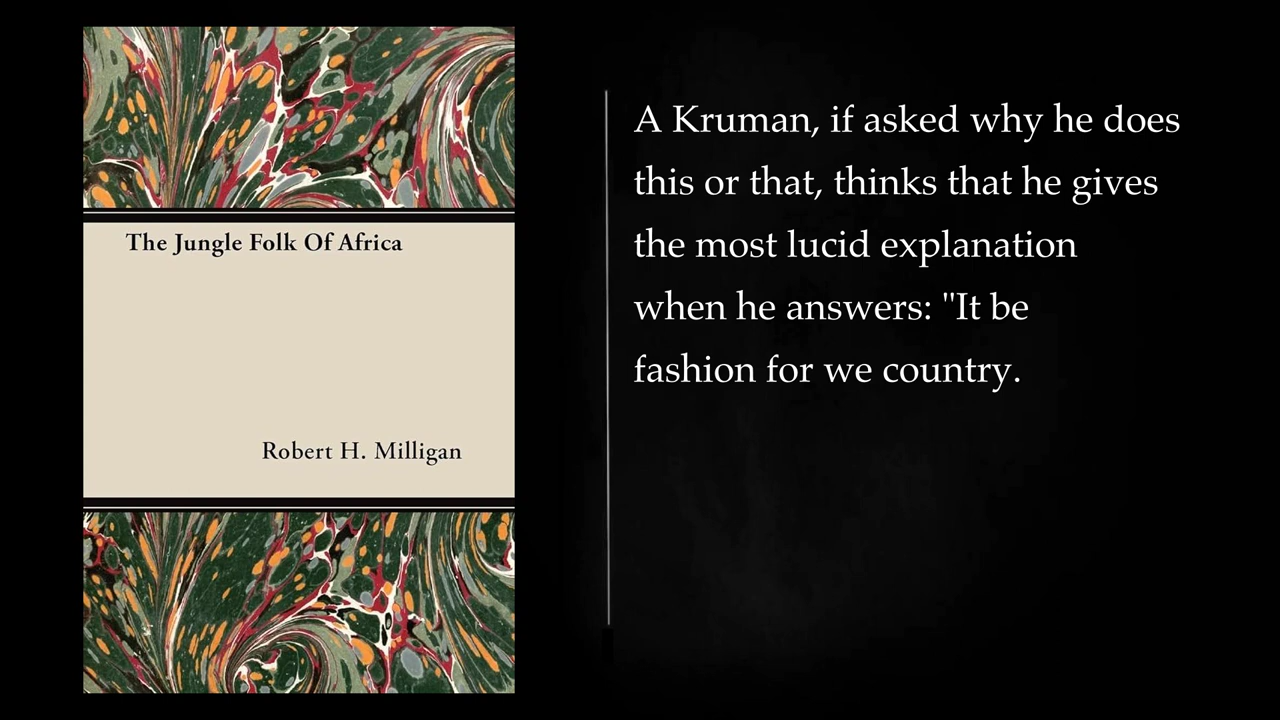 The Jungle Folk Of Africa
Robert H. Milligan
A Kruman, if asked why he does
this or that, thinks that he gives
the most lucid explanation
when he answers: "It be
fashion for we country.